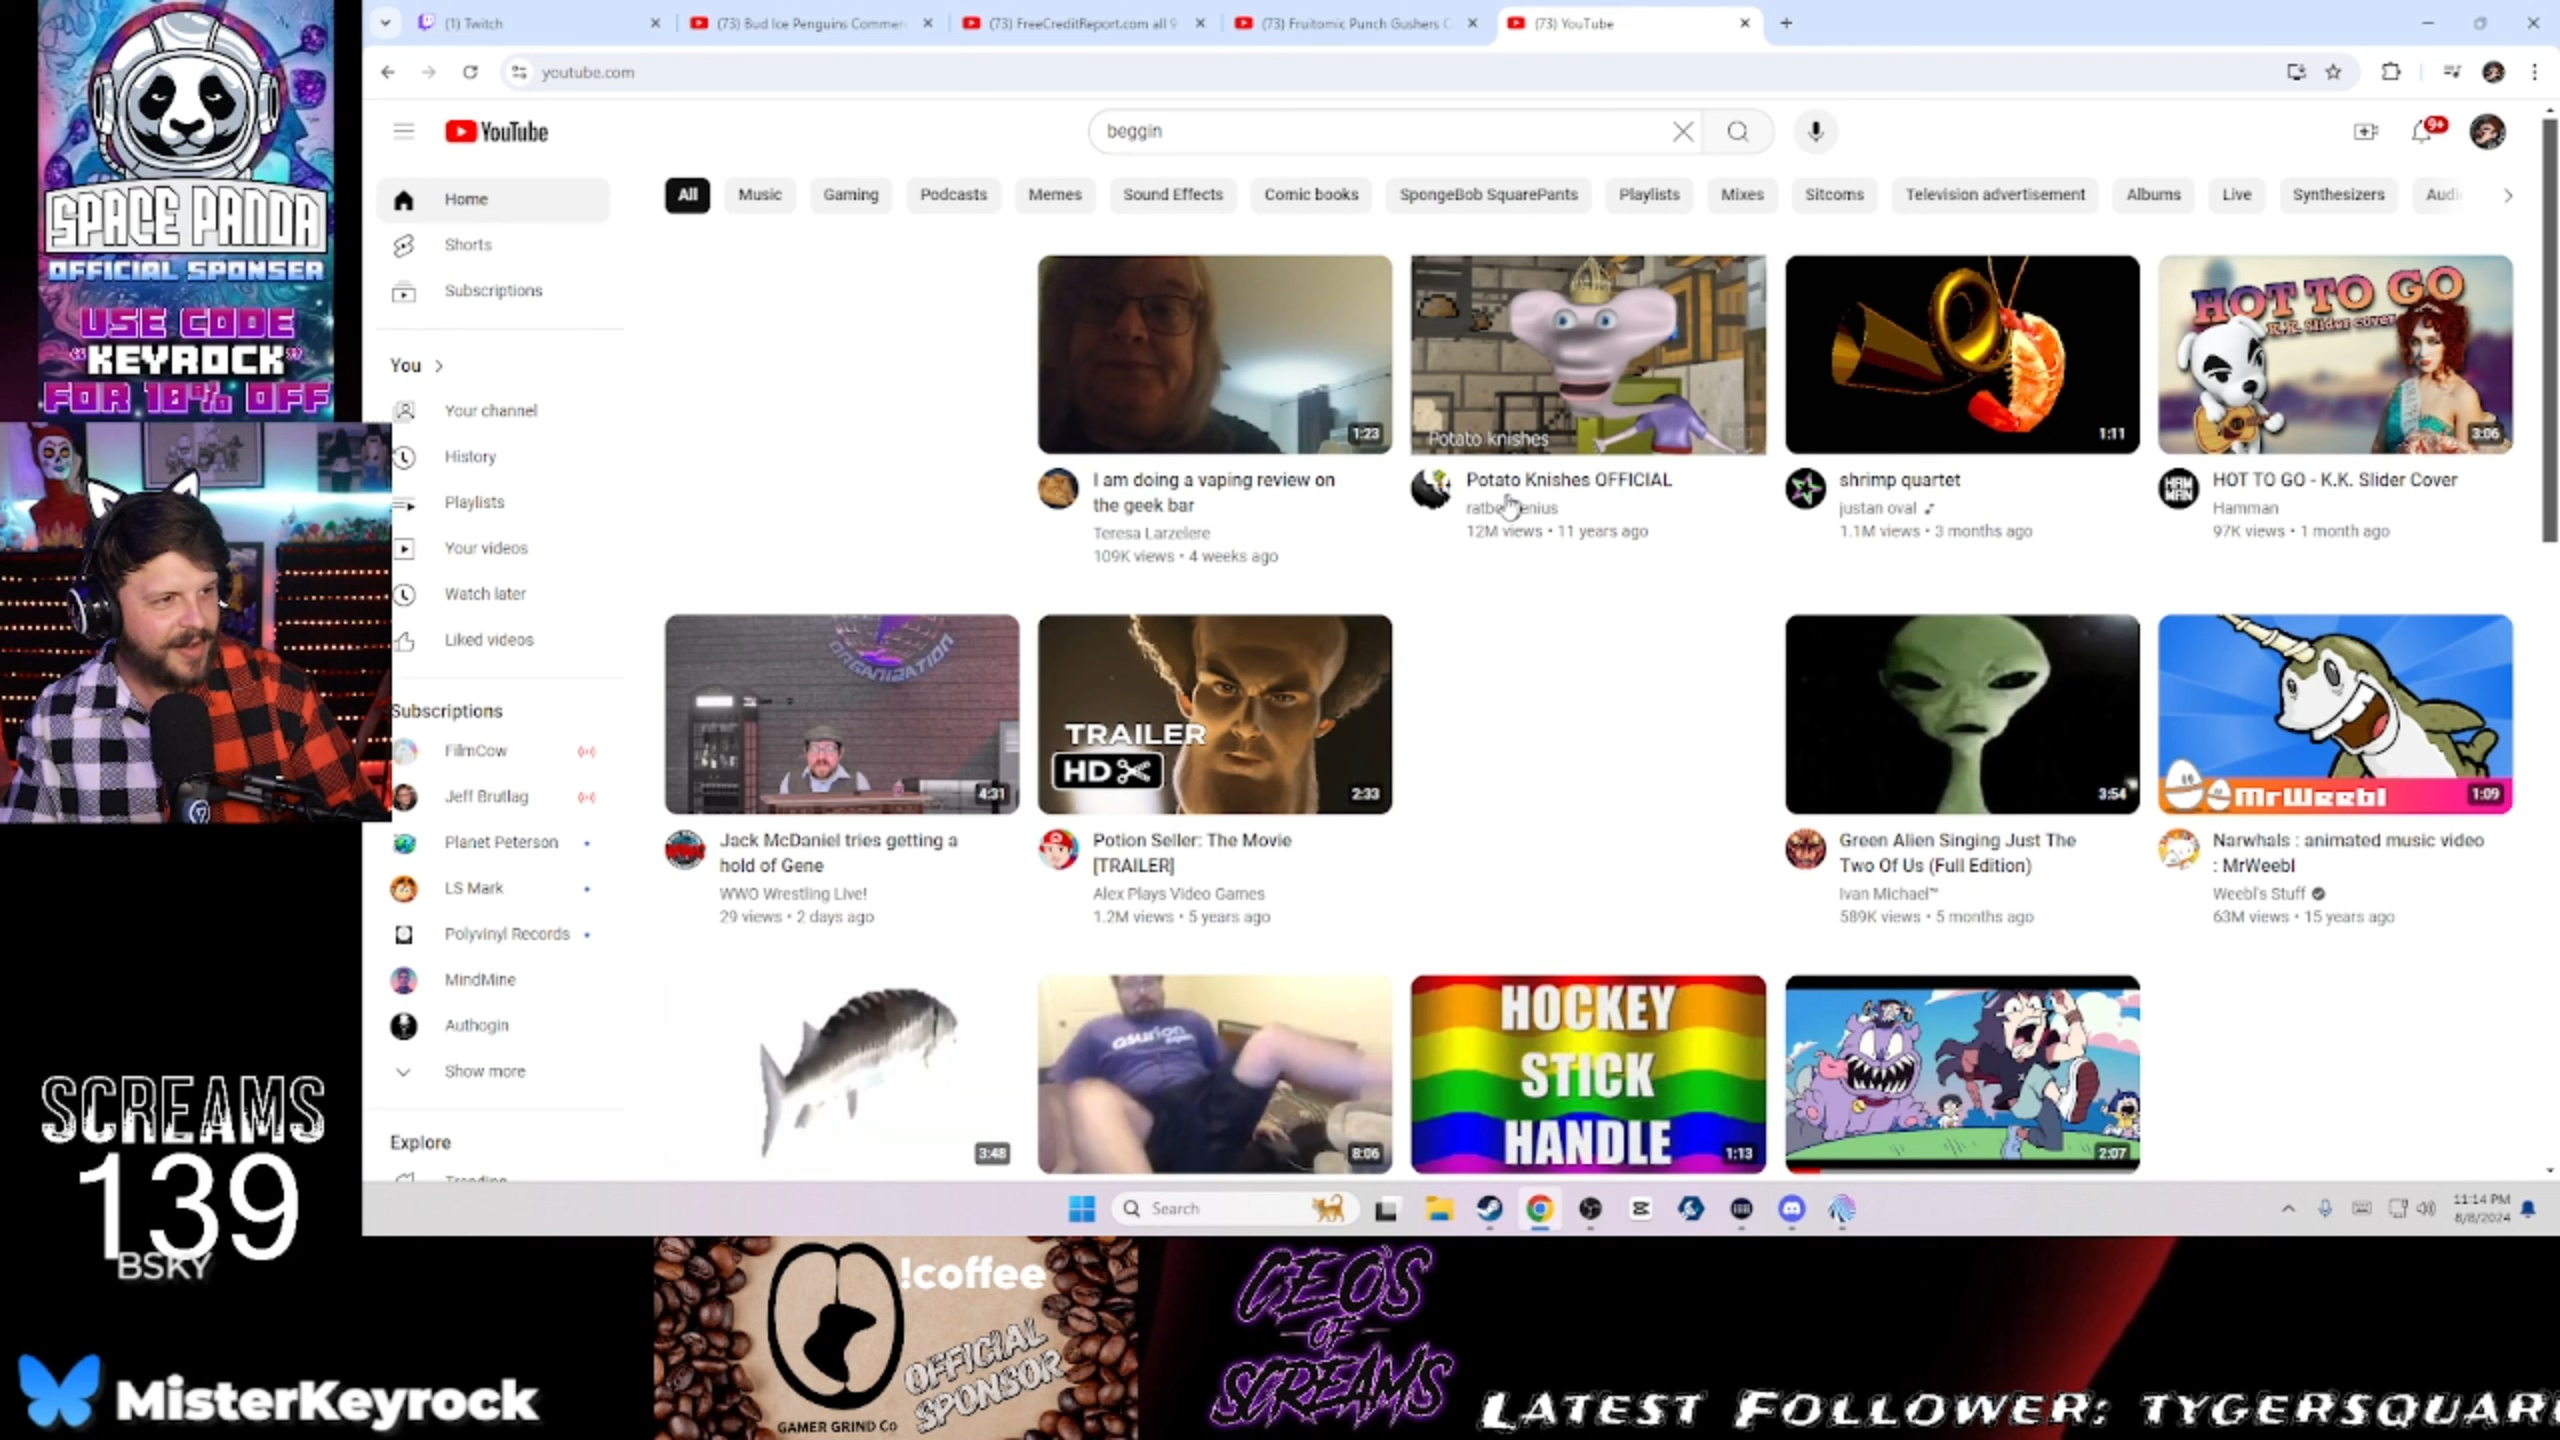 SPACE PANDA
OFFICIAL SPONSER
USE CODE
"KEYROCK"
FOR 10% OFF
(1) Twitch
(73) Bud Ice Penguins Commer
(73) FreeCreditReport.com all 9
(73) Fruitomic Punch Gushers C
(73) YouTube
youtube.com
YouTube
beggin
9+
Home
Shorts
Subscriptions
You
Your channel
History
Playlists
Your videos
Watch later
Liked videos
Subscriptions
FilmCow
Jeff Brutlag
Planet Peterson
LS Mark
Polyvinyl Records
MindMine
Authogin
Show more
Explore
Trending
All
Music
Gaming
Podcasts
Memes
Sound Effects
Comic books
SpongeBob SquarePants
Playlists
Mixes
Sitcoms
Television advertisement
Albums
Live
Synthesizers
Audi
1:23
I am doing a vaping review on
the geek bar
Teresa Larzelere
109K views • 4 weeks ago
Potato knishes
Potato Knishes OFFICIAL
12M views • 11 years ago
1:11
shrimp quartet
justan oval
1.1M views • 3 months ago
HOT TO GO
K.K. Slider cover
3:06
HAM
MAN
HOT TO GO - K.K. Slider Cover
Hamman
97K views • 1 month ago
ORGANIZATION
4:31
Jack McDaniel tries getting a
hold of Gene
WWO Wrestling Live!
29 views • 2 days ago
TRAILER
HD
2:33
Potion Seller: The Movie
[TRAILER]
Alex Plays Video Games
1.2M views • 5 years ago
3:54
Green Alien Singing Just The
Two Of Us (Full Edition)
Ivan Michael™
589K views • 5 months ago
MrWeebl
1:09
Narwhals : animated music video
: MrWeebl
Weebl's Stuff
63M views • 15 years ago
3:48
asurion
8:06
HOCKEY
STICK
HANDLE
1:13
2:07
Search
11:14 PM
8/8/2024
SCREAMS
139
BSKY
MisterKeyrock
!coffee
OFFICIAL
SPONSOR
GAMER GRIND CO
CEO'S
OF
SCREAMS
LATEST FOLLOWER: TYGERSQUAR